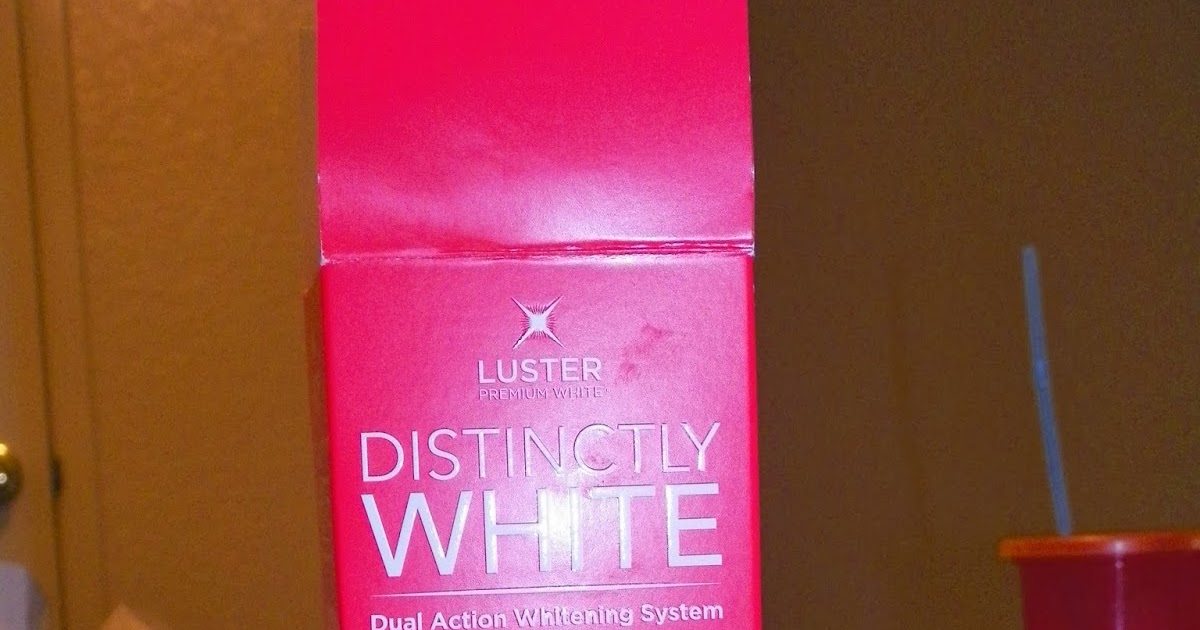 LUSTER
PREMIUM WHITE
DISTINCTLY
WHITE
Dual Action Whitening System